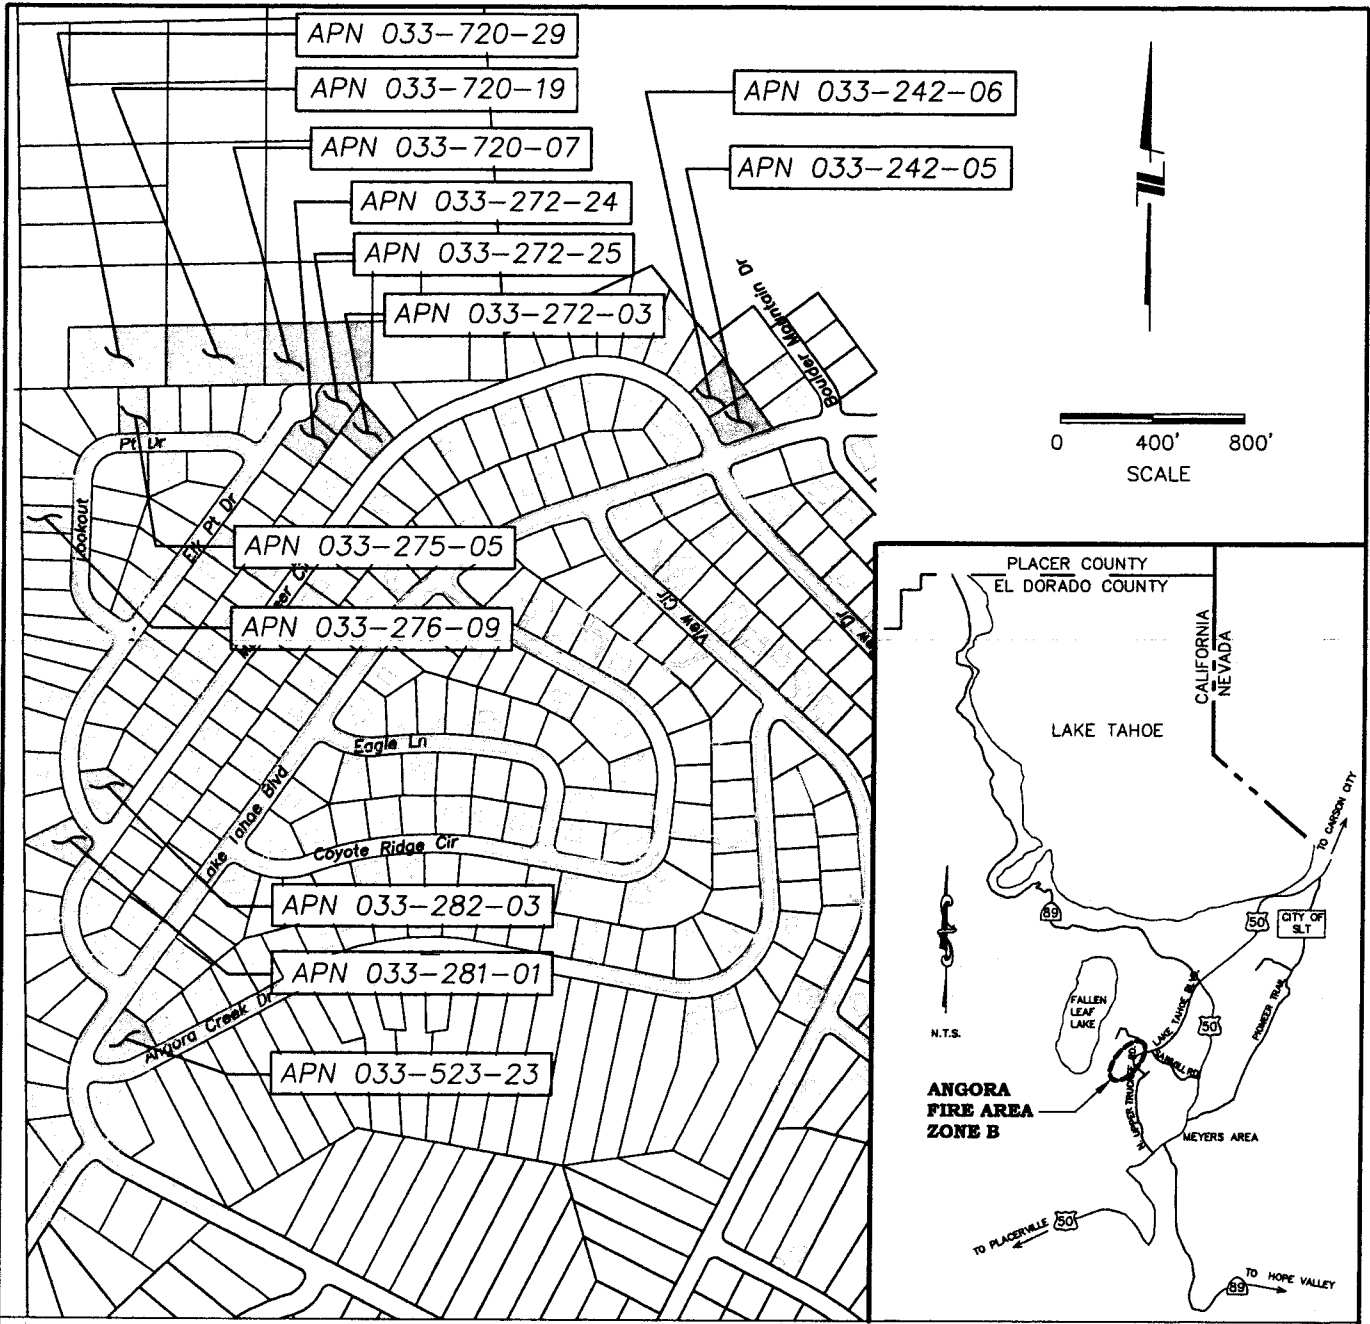 APN 033-720-29
APN 033-720-19
APN 033-720-07
APN 033-272-24
APN 033-272-25
APN 033-272-03
APN 033-242-06
APN 033-242-05
Boulder Mountain Dr
0 400' 800'
SCALE
Pt Dr
Lookout
Elk Pt Dr
APN 033-275-05
APN 033-276-09
View Cir
Eagle Ln
Lake Tahoe Blvd
Coyote Ridge Cir
APN 033-282-03
APN 033-281-01
Angora Creek Dr
APN 033-523-23
PLACER COUNTY
EL DORADO COUNTY
CALIFORNIA
NEVADA
LAKE TAHOE
TO CARSON CITY
89
50
CITY OF
SLT
FALLEN
LEAF
LAKE
LAKE TAHOE BLVD
50
PIONEER TRAIL
N.T.S.
SAWMILL RD
N. UPPER TRUCKEE RD
ANGORA
FIRE AREA
ZONE B
MEYERS AREA
TO PLACERVILLE
50
89
TO HOPE VALLEY